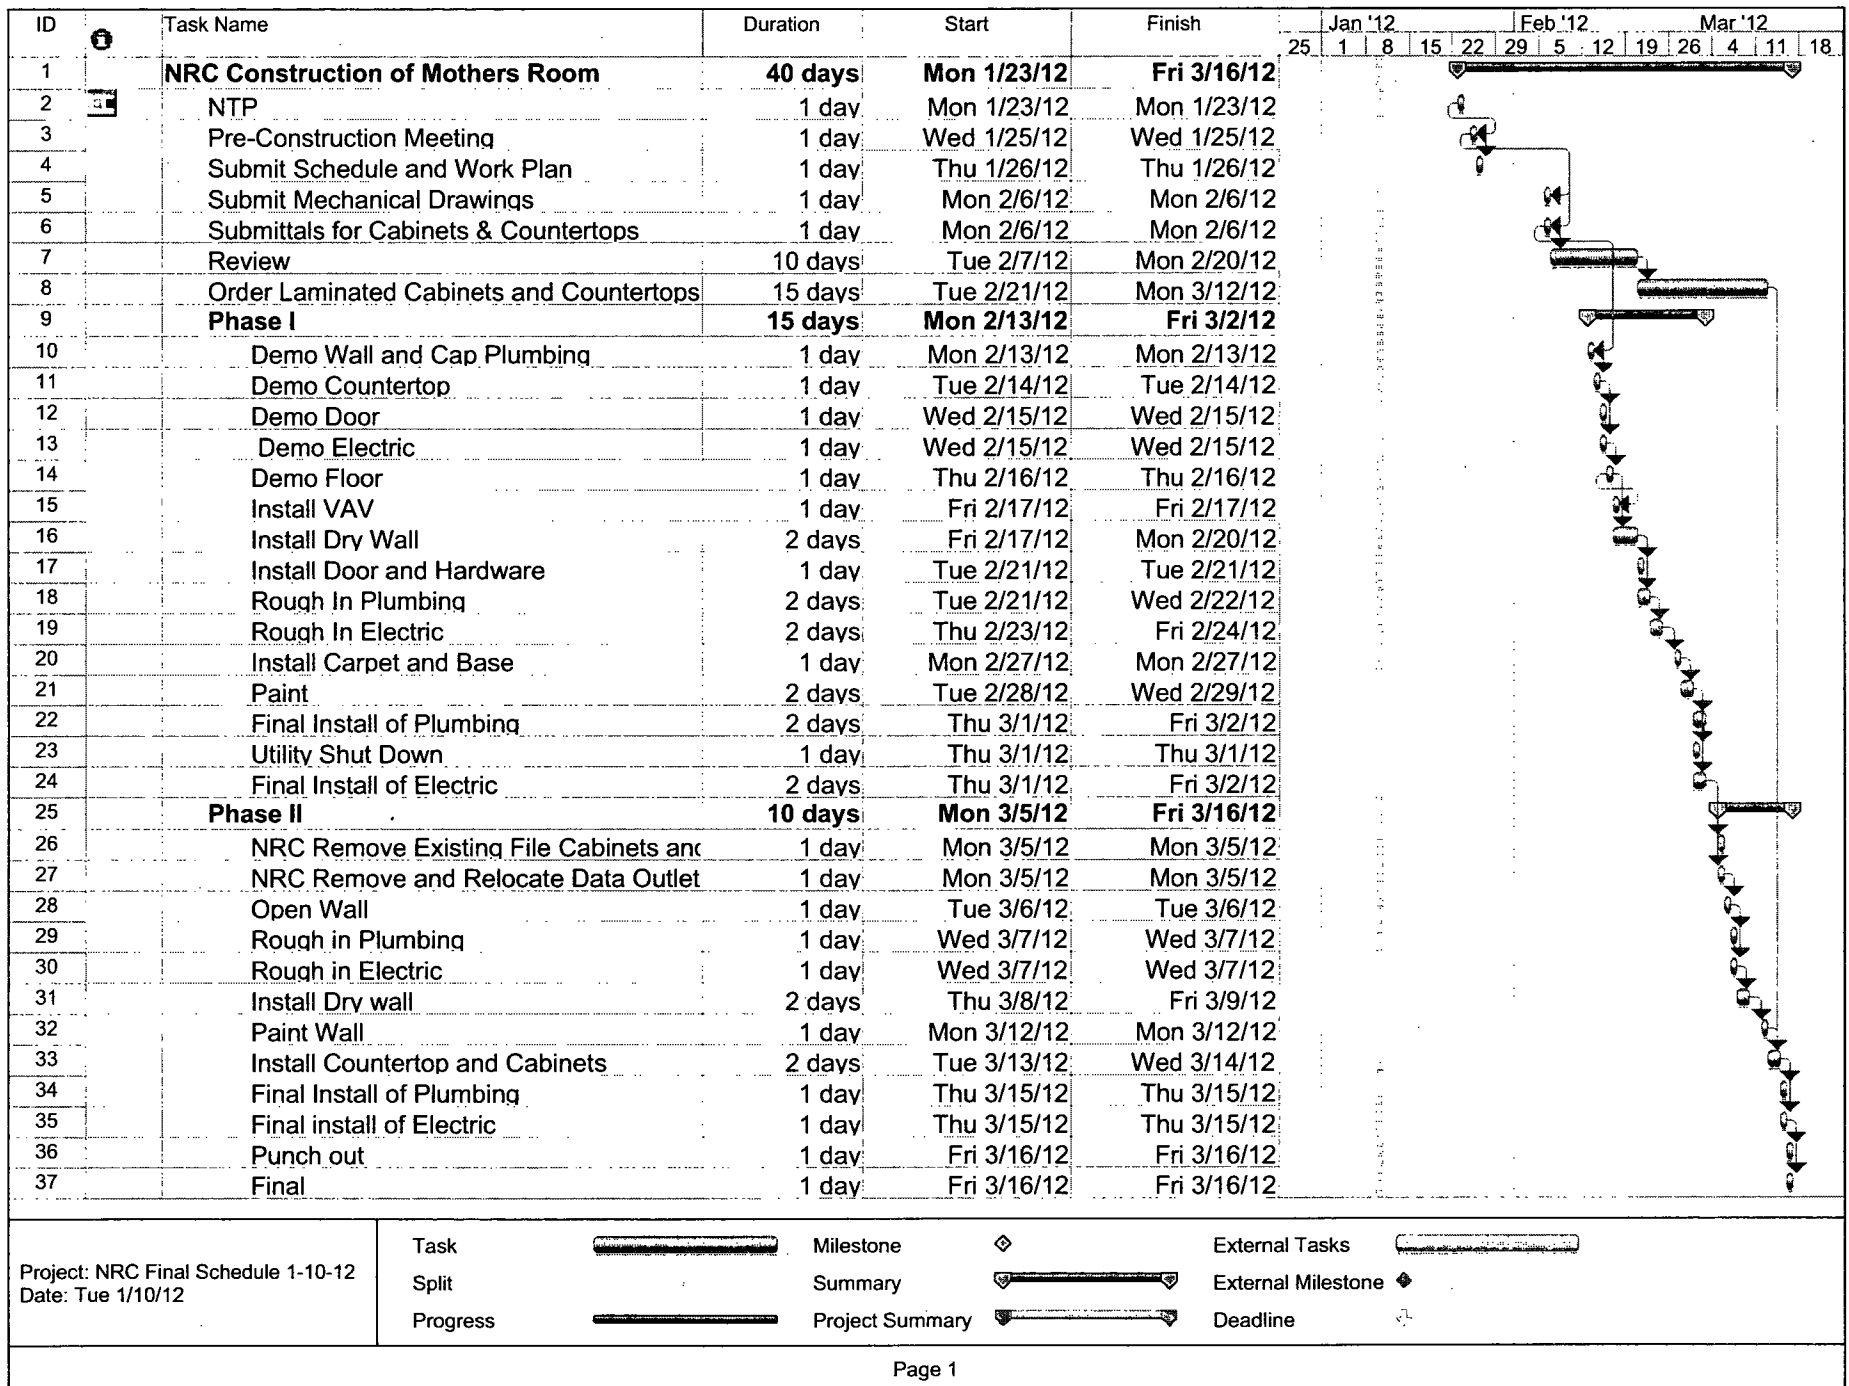 ID Task Name Duration Start Finish Jan '12 Feb '12 Mar '12
25 1 8 15 22 29 5 12 19 26 4 11 18
1 NRC Construction of Mothers Room 40 days Mon 1/23/12 Fri 3/16/12
2 NTP 1 day Mon 1/23/12 Mon 1/23/12
3 Pre-Construction Meeting 1 day Wed 1/25/12 Wed 1/25/12
4 Submit Schedule and Work Plan 1 day Thu 1/26/12 Thu 1/26/12
5 Submit Mechanical Drawings 1 day Mon 2/6/12 Mon 2/6/12
6 Submittals for Cabinets & Countertops 1 day Mon 2/6/12 Mon 2/6/12
7 Review 10 days Tue 2/7/12 Mon 2/20/12
8 Order Laminated Cabinets and Countertops 15 days Tue 2/21/12 Mon 3/12/12
9 Phase I 15 days Mon 2/13/12 Fri 3/2/12
10 Demo Wall and Cap Plumbing 1 day Mon 2/13/12 Mon 2/13/12
11 Demo Countertop 1 day Tue 2/14/12 Tue 2/14/12
12 Demo Door 1 day Wed 2/15/12 Wed 2/15/12
13 Demo Electric 1 day Wed 2/15/12 Wed 2/15/12
14 Demo Floor 1 day Thu 2/16/12 Thu 2/16/12
15 Install VAV 1 day Fri 2/17/12 Fri 2/17/12
16 Install Dry Wall 2 days Fri 2/17/12 Mon 2/20/12
17 Install Door and Hardware 1 day Tue 2/21/12 Tue 2/21/12
18 Rough In Plumbing 2 days Tue 2/21/12 Wed 2/22/12
19 Rough In Electric 2 days Thu 2/23/12 Fri 2/24/12
20 Install Carpet and Base 1 day Mon 2/27/12 Mon 2/27/12
21 Paint 2 days Tue 2/28/12 Wed 2/29/12
22 Final Install of Plumbing 2 days Thu 3/1/12 Fri 3/2/12
23 Utility Shut Down 1 day Thu 3/1/12 Thu 3/1/12
24 Final Install of Electric 2 days Thu 3/1/12 Fri 3/2/12
25 Phase II 10 days Mon 3/5/12 Fri 3/16/12
26 NRC Remove Existing File Cabinets and 1 day Mon 3/5/12 Mon 3/5/12
27 NRC Remove and Relocate Data Outlet 1 day Mon 3/5/12 Mon 3/5/12
28 Open Wall 1 day Tue 3/6/12 Tue 3/6/12
29 Rough in Plumbing 1 day Wed 3/7/12 Wed 3/7/12
30 Rough in Electric 1 day Wed 3/7/12 Wed 3/7/12
31 Install Dry wall 2 days Thu 3/8/12 Fri 3/9/12
32 Paint Wall 1 day Mon 3/12/12 Mon 3/12/12
33 Install Countertop and Cabinets 2 days Tue 3/13/12 Wed 3/14/12
34 Final Install of Plumbing 1 day Thu 3/15/12 Thu 3/15/12
35 Final install of Electric 1 day Thu 3/15/12 Thu 3/15/12
36 Punch out 1 day Fri 3/16/12 Fri 3/16/12
37 Final 1 day Fri 3/16/12 Fri 3/16/12
Project: NRC Final Schedule 1-10-12
Date: Tue 1/10/12
Task Milestone External Tasks
Split Summary External Milestone
Progress Project Summary Deadline
Page 1